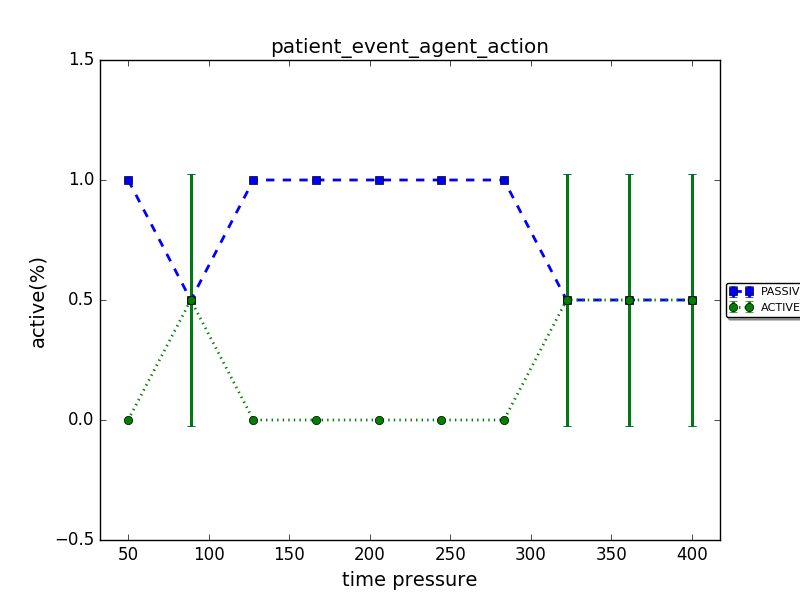 patient_event_agent_action
1.5
1.0
0.5
0.0
−0.5
active(%)
50 100 150 200 250 300 350 400
time pressure
PASSIV
ACTIVE